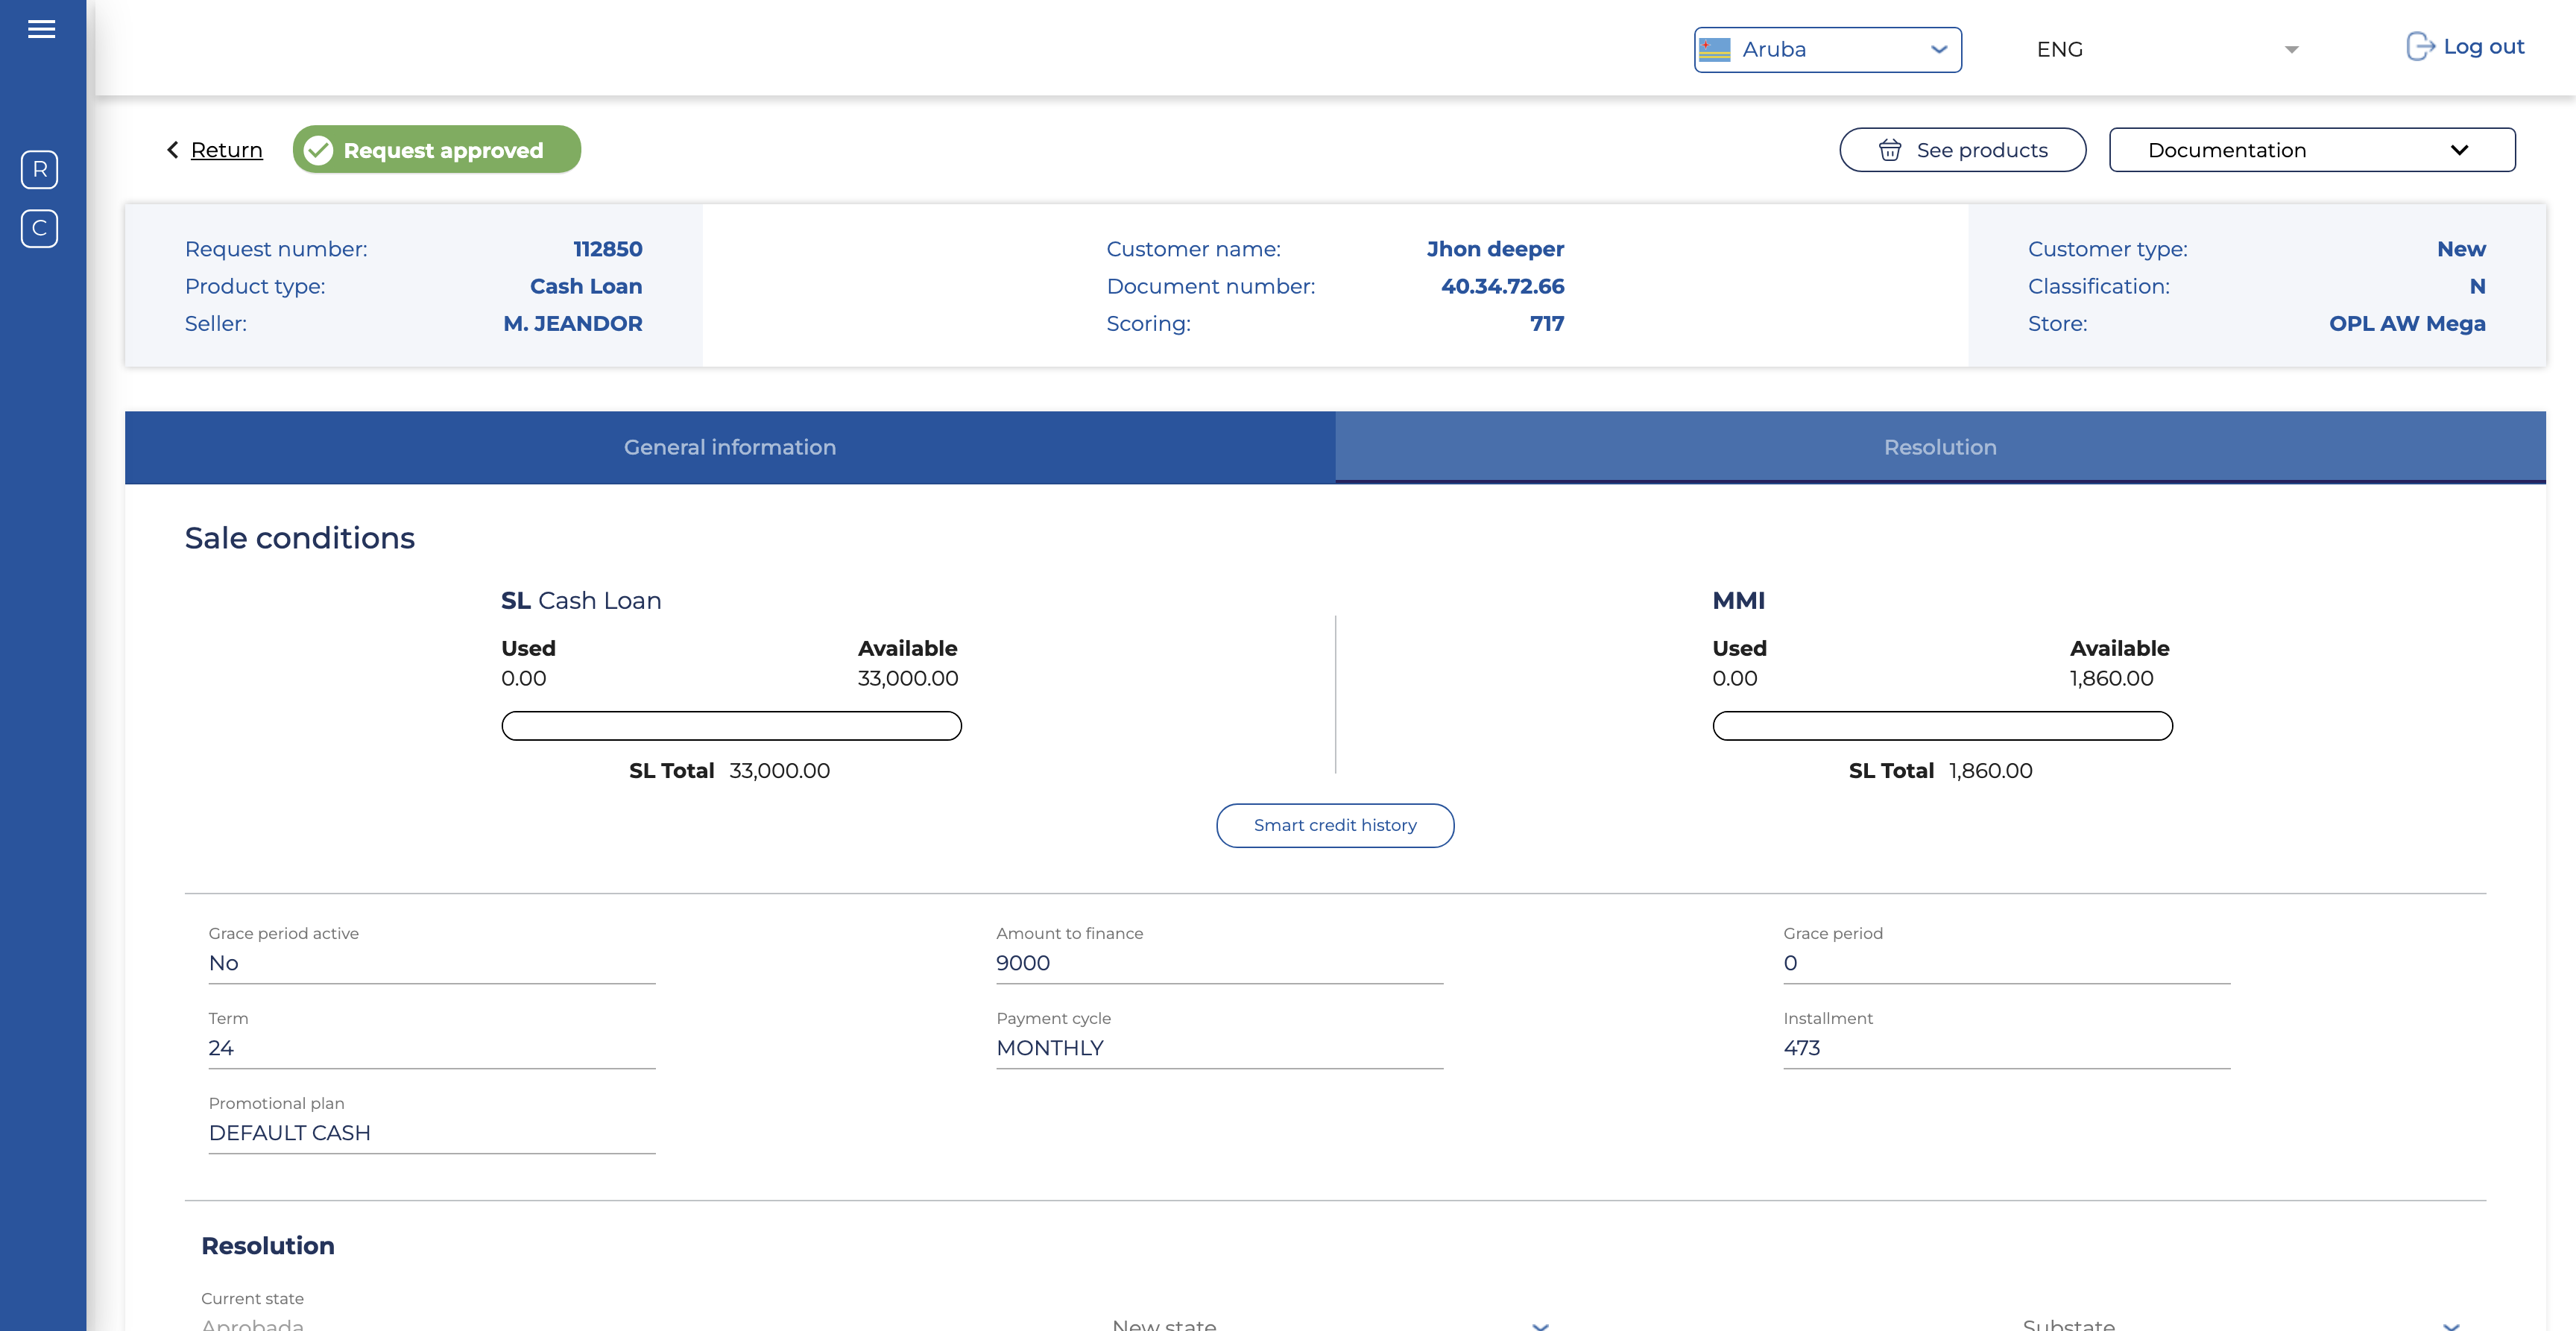 Aruba
ENG
Log out
Return
Request approved
See products
Documentation
R
C
Request number: 112850
Product type: Cash Loan
Seller: M. JEANDOR
Customer name: Jhon deeper
Document number: 40.34.72.66
Scoring: 717
Customer type: New
Classification: N
Store: OPL AW Mega
General information
Resolution
Sale conditions
SL Cash Loan
Used Available
0.00 33,000.00
SL Total 33,000.00
MMI
Used Available
0.00 1,860.00
SL Total 1,860.00
Smart credit history
Grace period active
No
Amount to finance
9000
Grace period
0
Term
24
Payment cycle
MONTHLY
Installment
473
Promotional plan
DEFAULT CASH
Resolution
Current state
Aprobada
New state
Substate